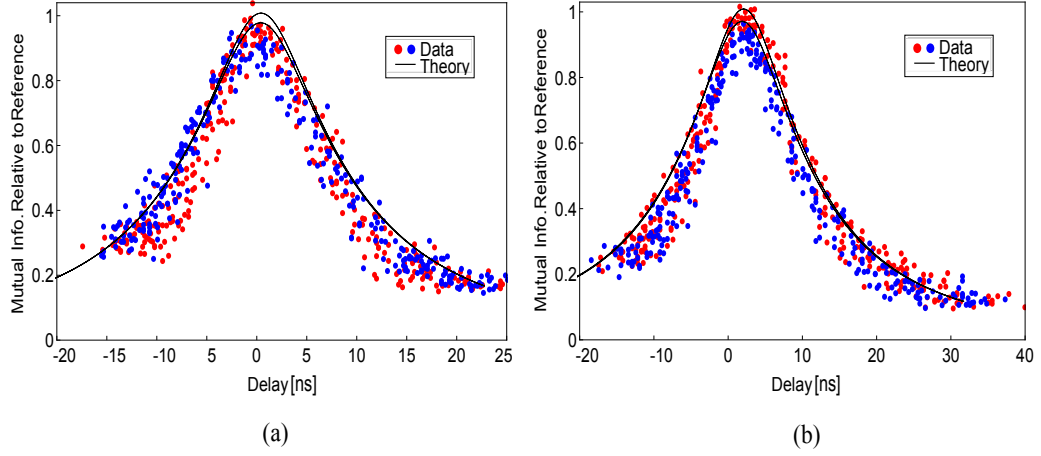 Mutual Info. Relative to Reference
1
0.8
0.6
0.4
0.2
0
Data
Theory
-20 -15 -10 5 0 5 10 15 20 25
Delay[ns]
(a)
Mutual Info. Relative to Reference
1
0.8
0.6
0.4
0.2
0
Data
Theory
-20 -10 0 10 20 30 40
Delay[ns]
(b)